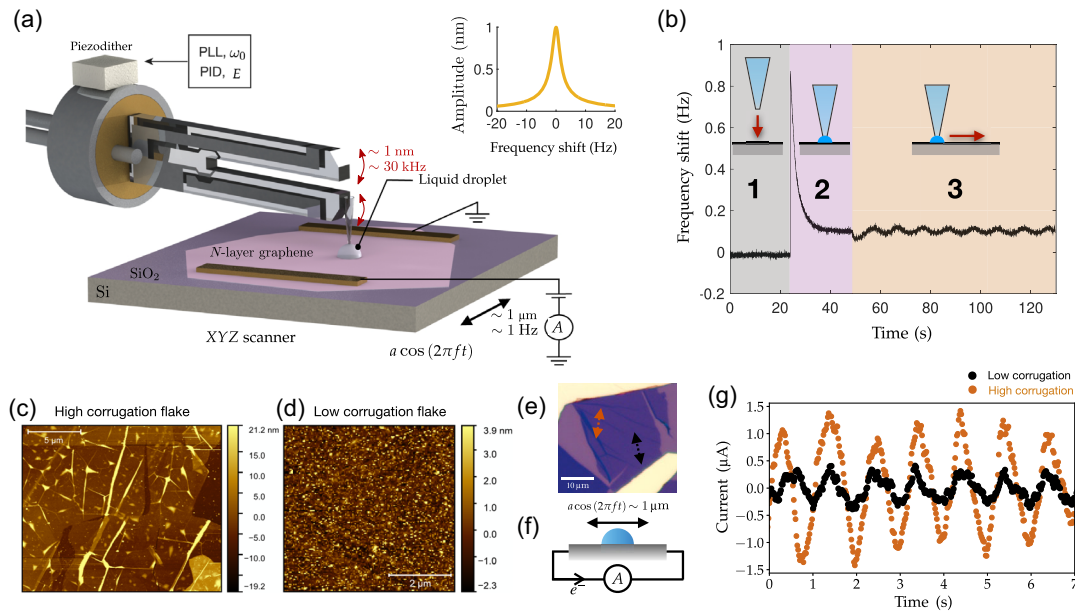 (a)
Piezodither
PLL, ω₀
PID, E
Amplitude (nm)
1
0.5
0
-20
0
20
Frequency shift (Hz)
∼ 1 nm
∼ 30 kHz
Liquid droplet
N-layer graphene
SiO₂
Si
XYZ scanner
∼ 1 µm
∼ 1 Hz
a cos (2πft)
A
(b)
Frequency shift (Hz)
1
0.8
0.6
0.4
0.2
0
-0.2
1
2
3
0
20
40
60
80
100
120
Time (s)
(c)
High corrugation flake
5 µm
21.2 nm
15.0
10.0
5.0
0.0
−5.0
−10.0
−19.2
(d)
Low corrugation flake
2 µm
3.9 nm
3.0
2.0
1.0
0.0
−1.0
−2.3
(e)
10 µm
(f)
a cos(2πft) ∼ 1 µm
A
e⁻
(g)
Low corrugation
High corrugation
Current (µA)
1.5
1.0
0.5
0.0
−0.5
−1.0
−1.5
0
1
2
3
4
5
6
7
Time (s)